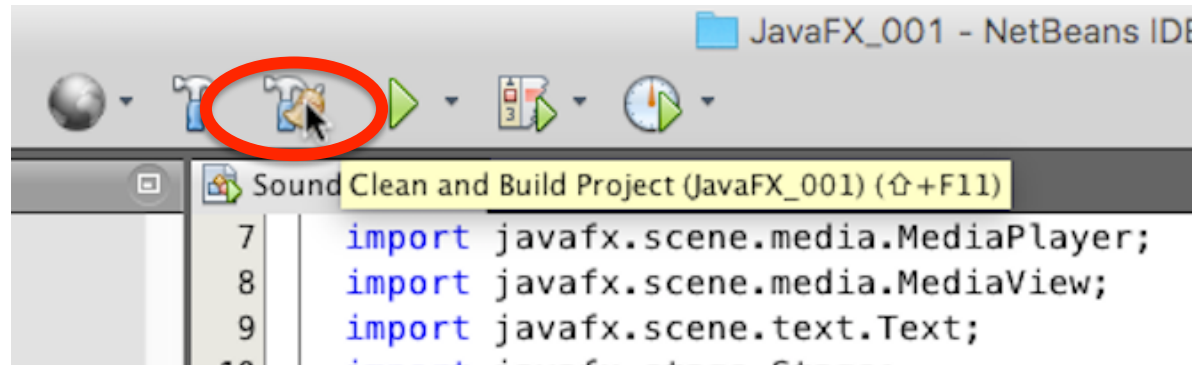 JavaFX_001 - NetBeans IDE
Sound
Clean and Build Project (JavaFX_001) (⇧+F11)
7 import javafx.scene.media.MediaPlayer;
8 import javafx.scene.media.MediaView;
9 import javafx.scene.text.Text;